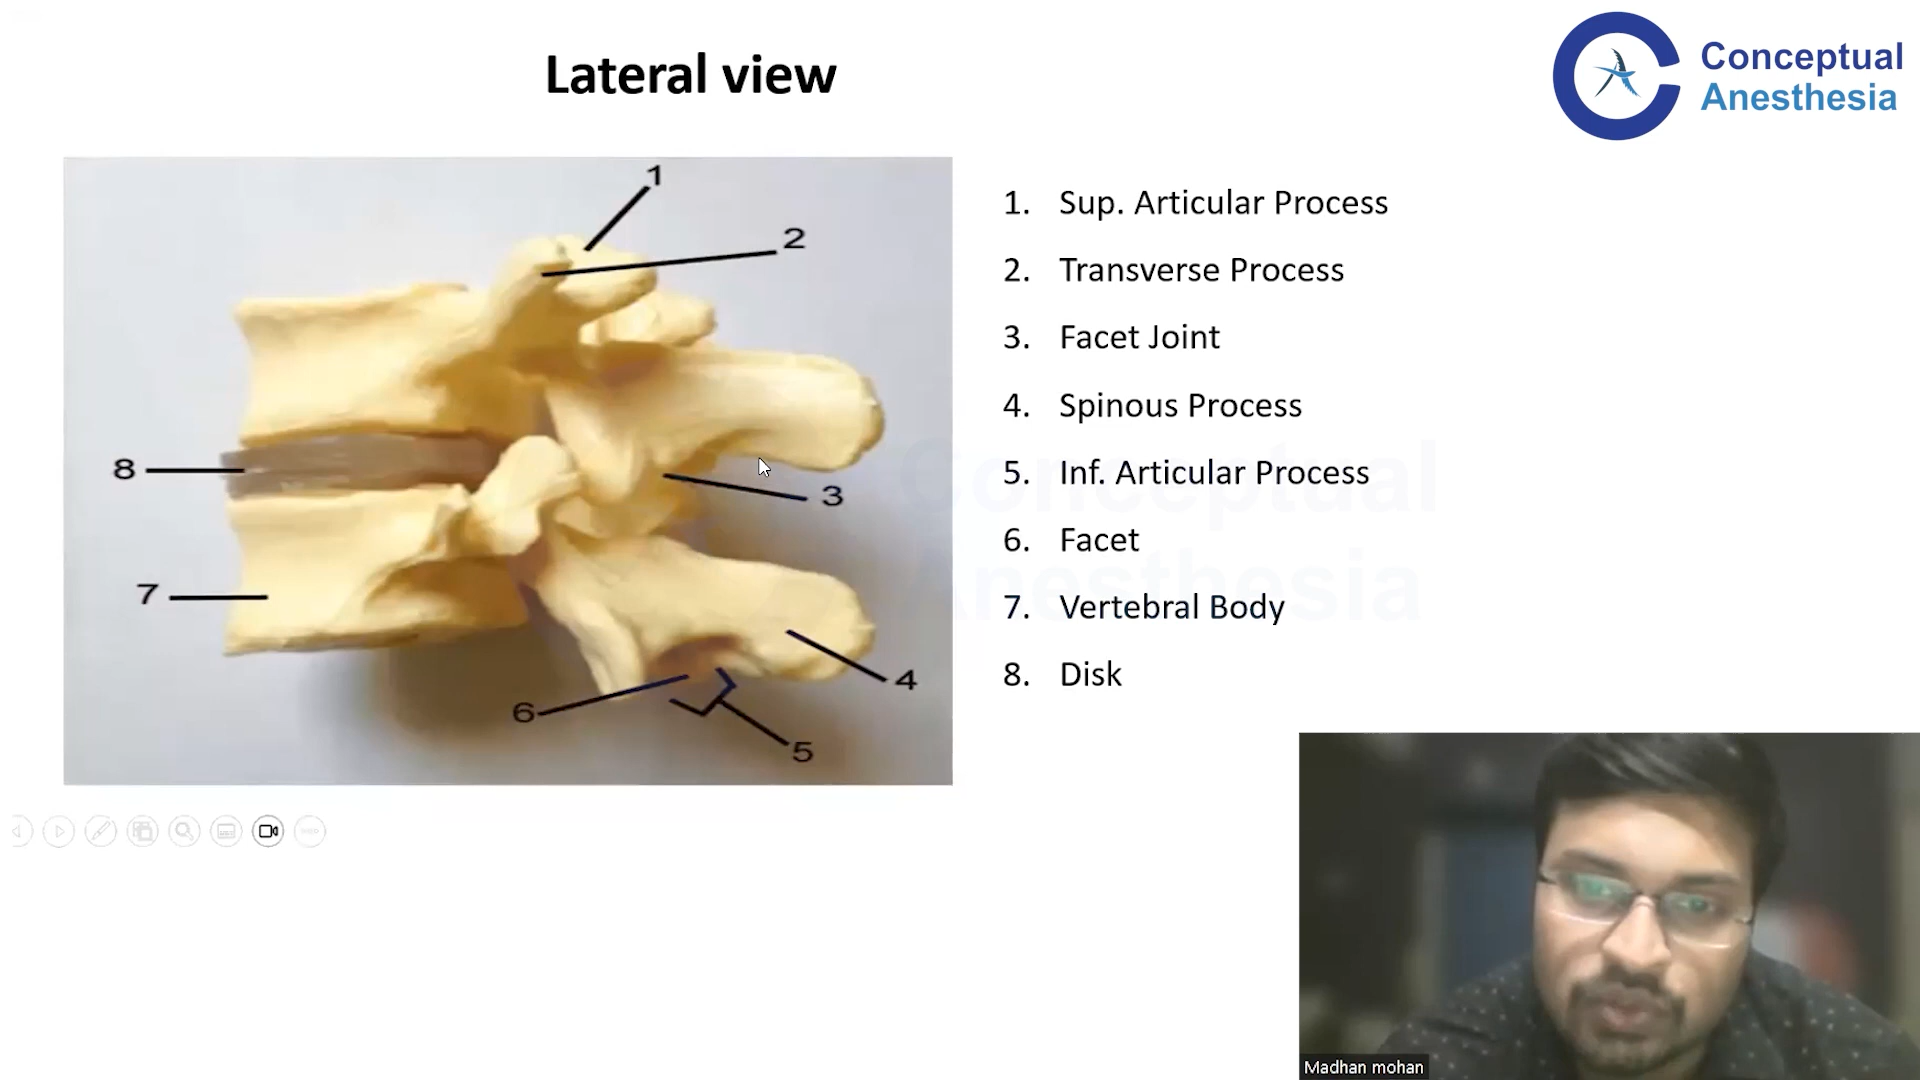 Lateral view
Conceptual
Anesthesia
1
2
3
4
5
6
7
8
1. Sup. Articular Process
2. Transverse Process
3. Facet Joint
4. Spinous Process
5. Inf. Articular Process
6. Facet
7. Vertebral Body
8. Disk
Conceptual
Anesthesia
Madhan mohan